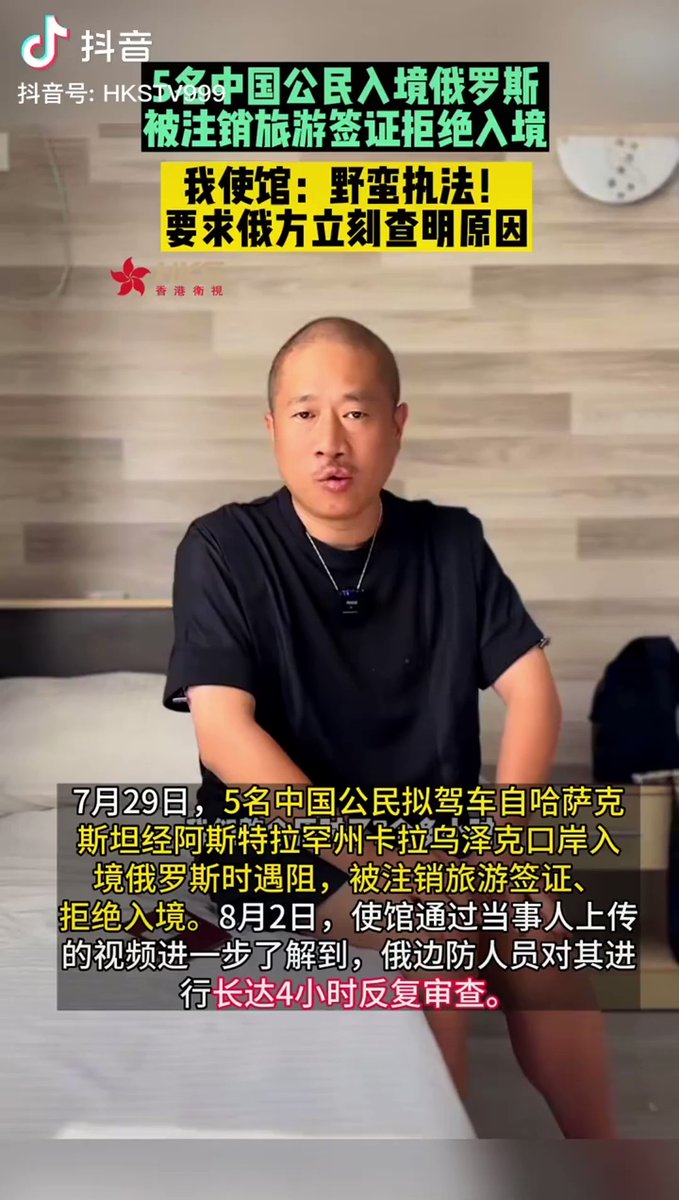 抖音
抖音号: HKSTV999
5名中国公民入境俄罗斯
被注销旅游签证拒绝入境
我使馆：野蛮执法！
要求俄方立刻查明原因
香港衛視
7月29日，5名中国公民拟驾车自哈萨克
斯坦经阿斯特拉罕州卡拉乌泽克口岸入
境俄罗斯时遇阻，被注销旅游签证、
拒绝入境。8月2日，使馆通过当事人上传
的视频进一步了解到，俄边防人员对其进
行长达4小时反复审查。